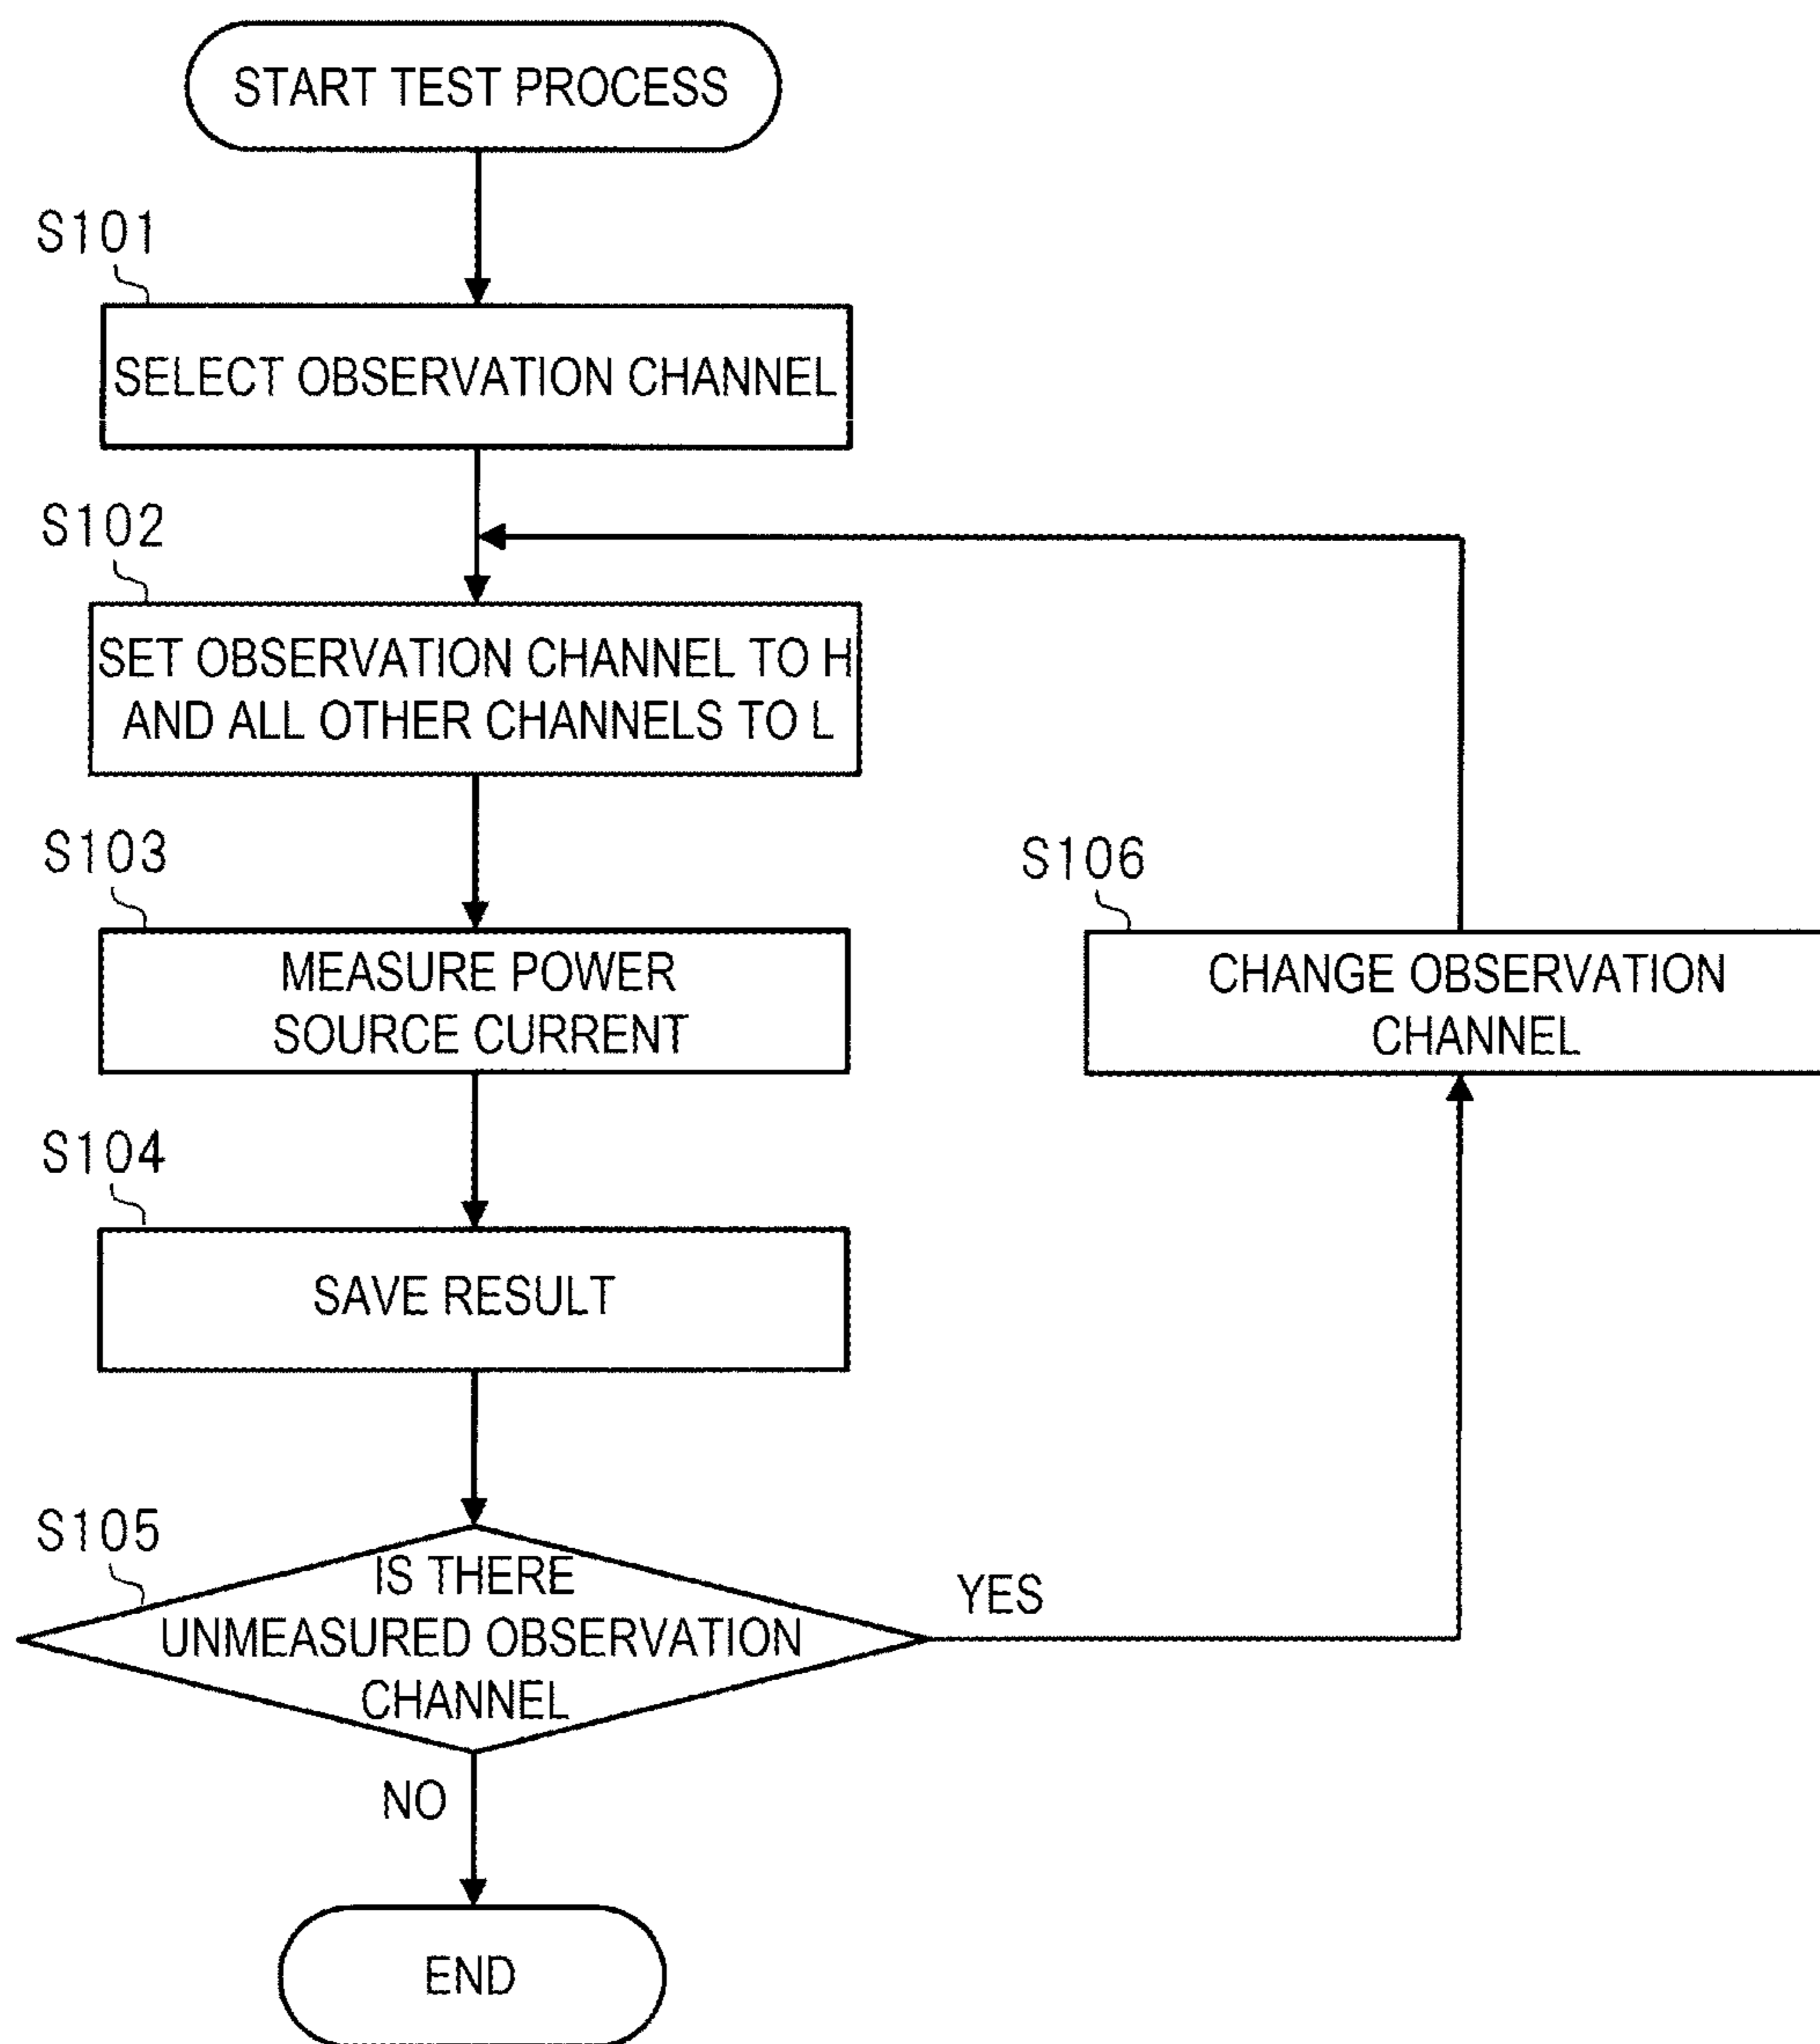 START TEST PROCESS
S101
SELECT OBSERVATION CHANNEL
S102
SET OBSERVATION CHANNEL TO H
AND ALL OTHER CHANNELS TO L
S103
MEASURE POWER
SOURCE CURRENT
S106
CHANGE OBSERVATION
CHANNEL
S104
SAVE RESULT
S105
IS THERE
UNMEASURED OBSERVATION
CHANNEL
YES
NO
END